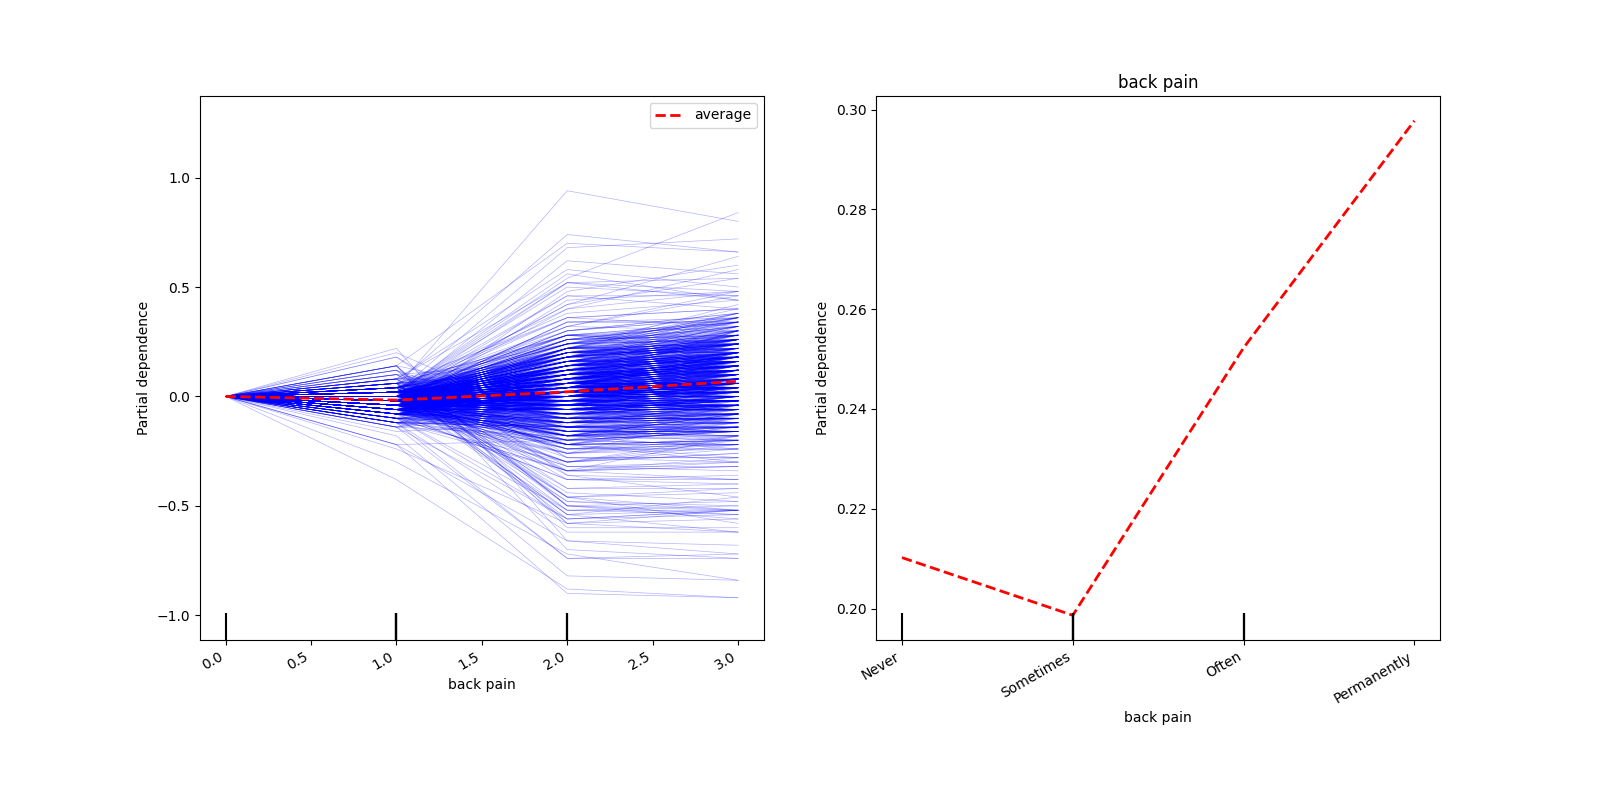 average
1.0
0.5
0.0
−0.5
−1.0
Partial dependence
0.0
0.5
1.0
1.5
2.0
2.5
3.0
back pain
back pain
0.30
0.28
0.26
0.24
0.22
0.20
Partial dependence
Never
Sometimes
Often
Permanently
back pain